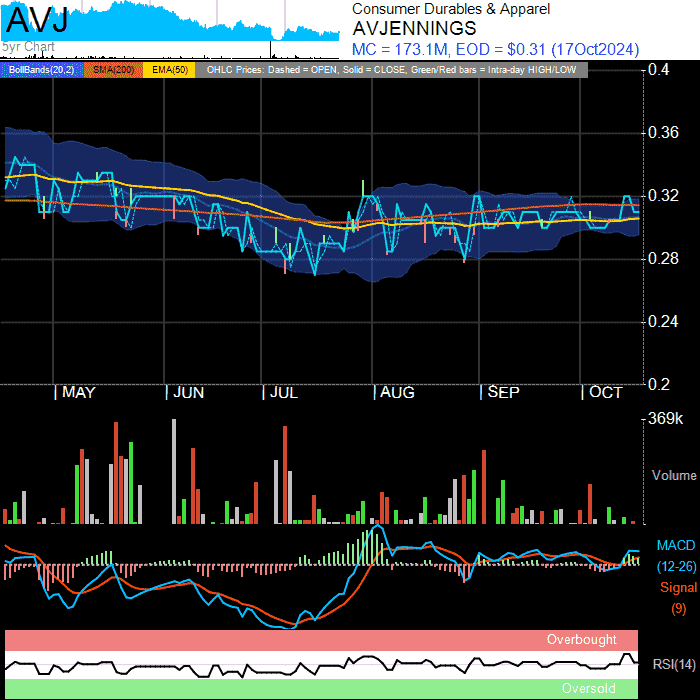 AVJ
5yr Chart
Consumer Durables & Apparel
AVJENNINGS
MC = 173.1M, EOD = $0.31 (17Oct2024)
BollBands(20,2) SMA(200) EMA(50) OHLC Prices: Dashed = OPEN, Solid = CLOSE, Green/Red bars = Intra-day HIGH/LOW
0.4
0.36
0.32
0.28
0.24
0.2
| MAY | JUN | JUL | AUG | SEP | OCT
369k
Volume
MACD
(12-26)
Signal
(9)
Overbought
RSI(14)
Oversold